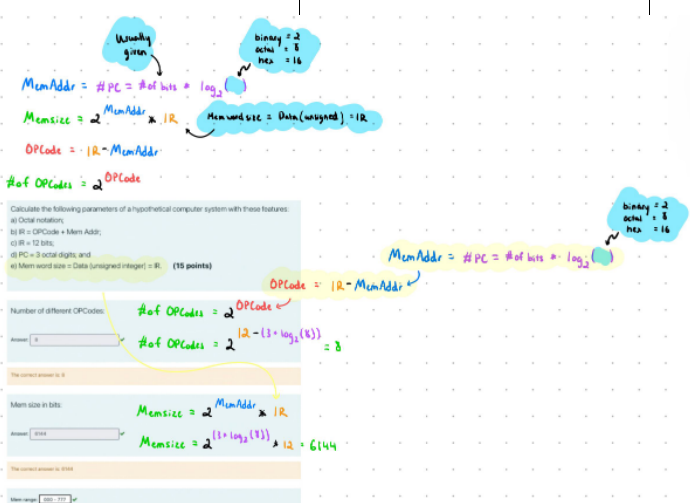 Usually
given
binary = 2
octal = 8
hex = 16
MemAddr = #PC = # of bits * log₂( )
Memsize = 2^MemAddr * IR
Mem word size = Data (unsigned) = IR
OPCode = IR - MemAddr
# of OPCodes = 2^OPCode
Calculate the following parameters of a hypothetical computer system with these features:
a) Octal notation;
b) IR = OPCode + Mem Addr;
c) IR = 12 bits;
d) PC = 3 octal digits; and
e) Mem word size = Data (unsigned integer) = IR. (15 points)
binary = 2
octal = 8
hex = 16
MemAddr = #PC = # of bits * log₂( )
OPCode = IR - MemAddr
Number of different OPCodes:
# of OPCodes = 2^OPCode
Answer: 8
# of OPCodes = 2^12-(3*log₂(8)) = 8
The correct answer is: 8
Mem size in bits:
Memsize = 2^MemAddr * IR
Answer: 6144
Memsize = 2^(3*log₂(8)) * 12 = 6144
The correct answer is: 6144
Mem range: 000 - 777